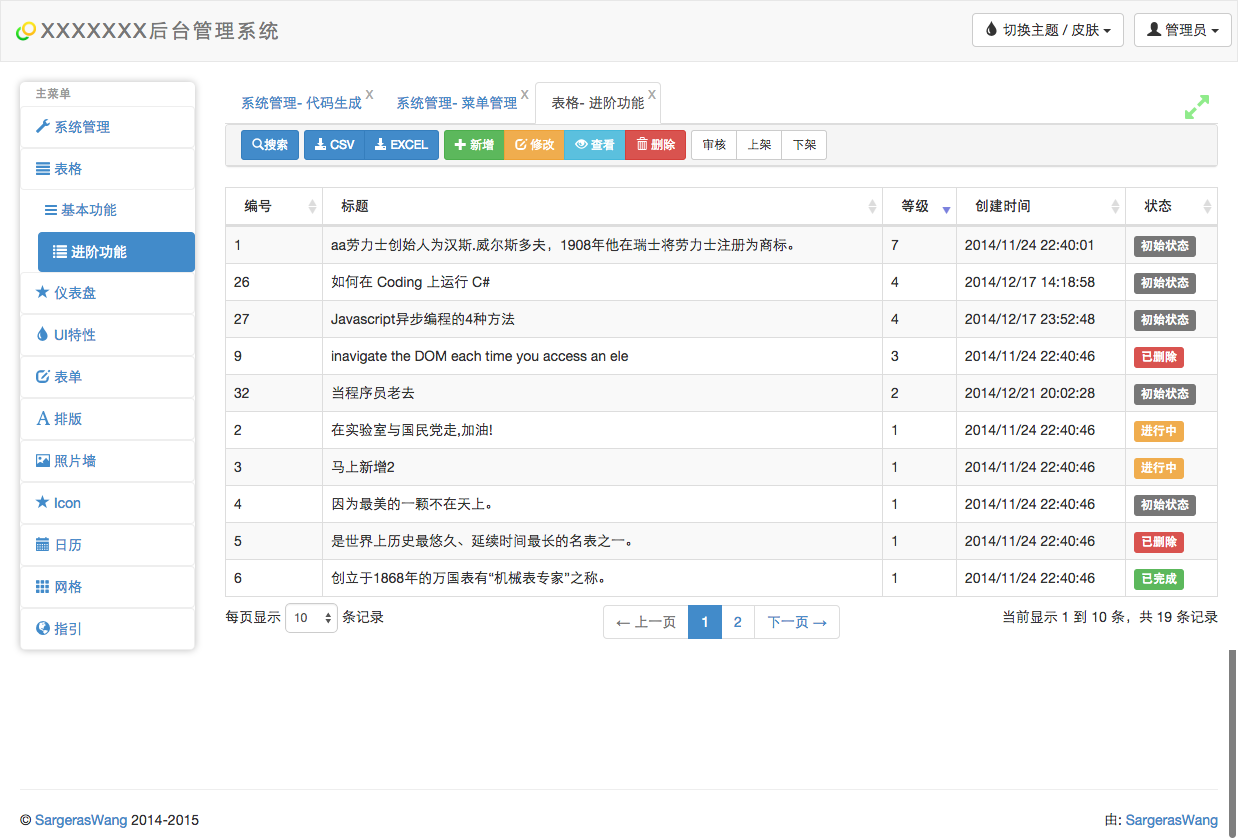 XXXXXXX后台管理系统
切换主题 / 皮肤
管理员
主菜单
系统管理
表格
基本功能
进阶功能
仪表盘
UI特性
表单
排版
照片墙
Icon
日历
网格
指引
系统管理- 代码生成 X
系统管理- 菜单管理 X
表格- 进阶功能 X
搜索 CSV EXCEL 新增 修改 查看 删除 审核 上架 下架
编号 标题 等级 创建时间 状态
1 aa劳力士创始人为汉斯.威尔斯多夫，1908年他在瑞士将劳力士注册为商标。 7 2014/11/24 22:40:01 初始状态
26 如何在 Coding 上运行 C# 4 2014/12/17 14:18:58 初始状态
27 Javascript异步编程的4种方法 4 2014/12/17 23:52:48 初始状态
9 inavigate the DOM each time you access an ele 3 2014/11/24 22:40:46 已删除
32 当程序员老去 2 2014/12/21 20:02:28 初始状态
2 在实验室与国民党走,加油! 1 2014/11/24 22:40:46 进行中
3 马上新增2 1 2014/11/24 22:40:46 进行中
4 因为最美的一颗不在天上。 1 2014/11/24 22:40:46 初始状态
5 是世界上历史最悠久、延续时间最长的名表之一。 1 2014/11/24 22:40:46 已删除
6 创立于1868年的万国表有“机械表专家”之称。 1 2014/11/24 22:40:46 已完成
每页显示 10 条记录
← 上一页 1 2 下一页 →
当前显示 1 到 10 条，共 19 条记录
© SargerasWang 2014-2015
由: SargerasWang